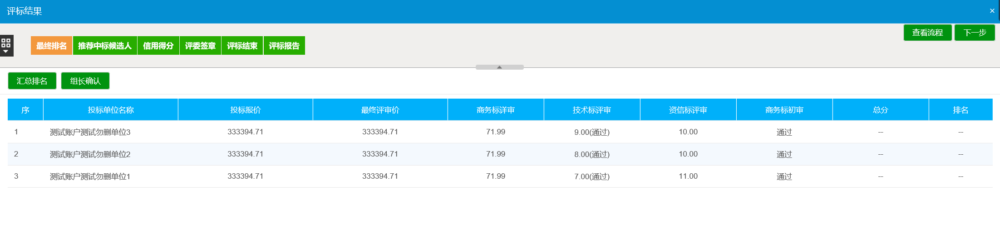 评标结果 ×
查看流程 下一步
最终排名 推荐中标候选人 信用得分 评委签章 评标结束 评标报告
汇总排名 组长确认
序 投标单位名称 投标报价 最终评审价 商务标详审 技术标评审 资信标评审 商务标初审 总分 排名
1 测试账户测试勿删单位3 333394.71 333394.71 71.99 9.00(通过) 10.00 通过 -- --
2 测试账户测试勿删单位2 333394.71 333394.71 71.99 8.00(通过) 10.00 通过 -- --
3 测试账户测试勿删单位1 333394.71 333394.71 71.99 7.00(通过) 11.00 通过 -- --